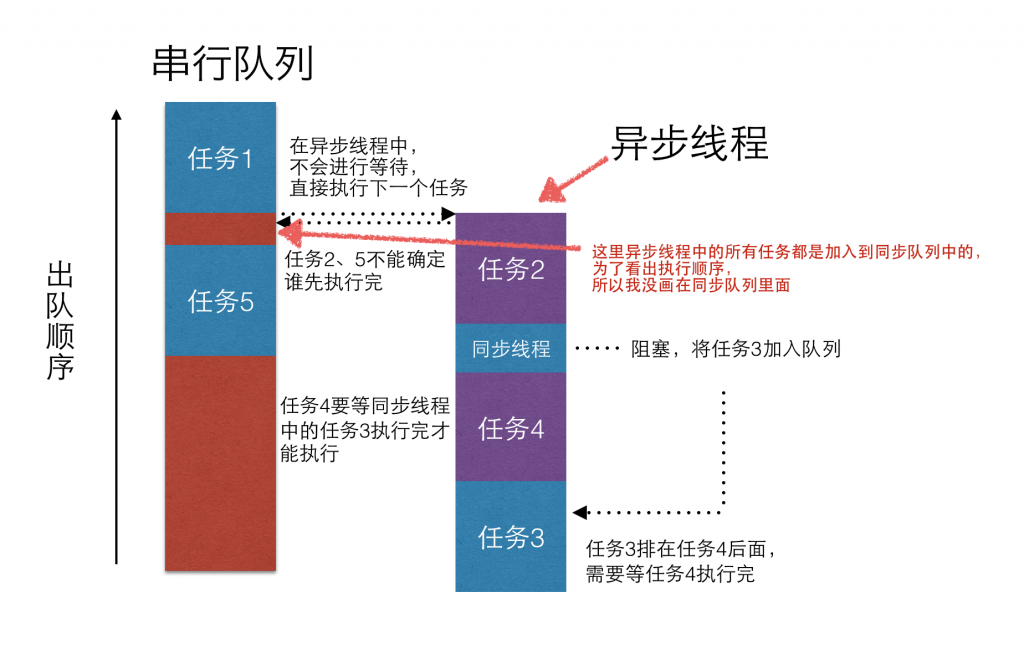 串行队列
任务1
在异步线程中，
不会进行等待，
直接执行下一个任务
异步线程
任务2、5不能确定
谁先执行完
任务2
这里异步线程中的所有任务都是加入到同步队列中的，
为了看出执行顺序，
所以我没画在同步队列里面
任务5
出队顺序
同步线程
阻塞，将任务3加入队列
任务4要等同步线程
中的任务3执行完才
能执行
任务4
任务3
任务3排在任务4后面，
需要等任务4执行完